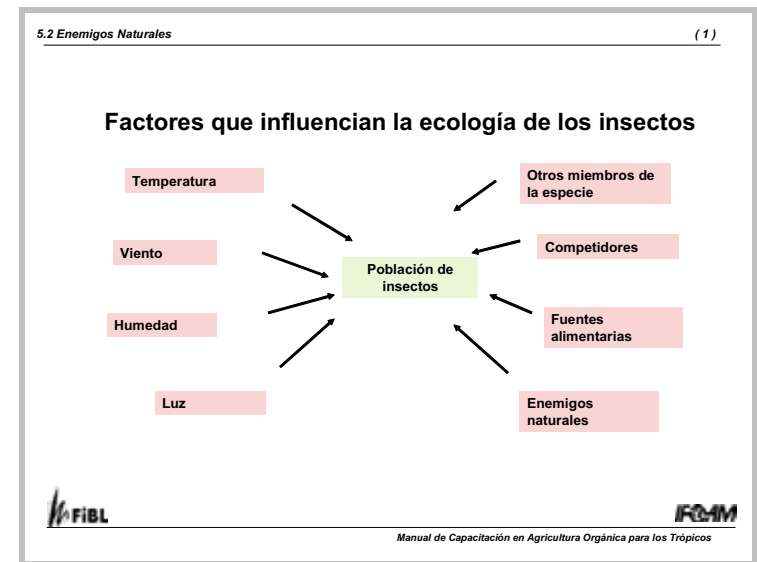 5.2 Enemigos Naturales ( 1 )
Factores que influencian la ecología de los insectos
Temperatura
Viento
Humedad
Luz
Población de
insectos
Otros miembros de
la especie
Competidores
Fuentes
alimentarias
Enemigos
naturales
FiBL
IFOAM
Manual de Capacitación en Agricultura Orgánica para los Trópicos